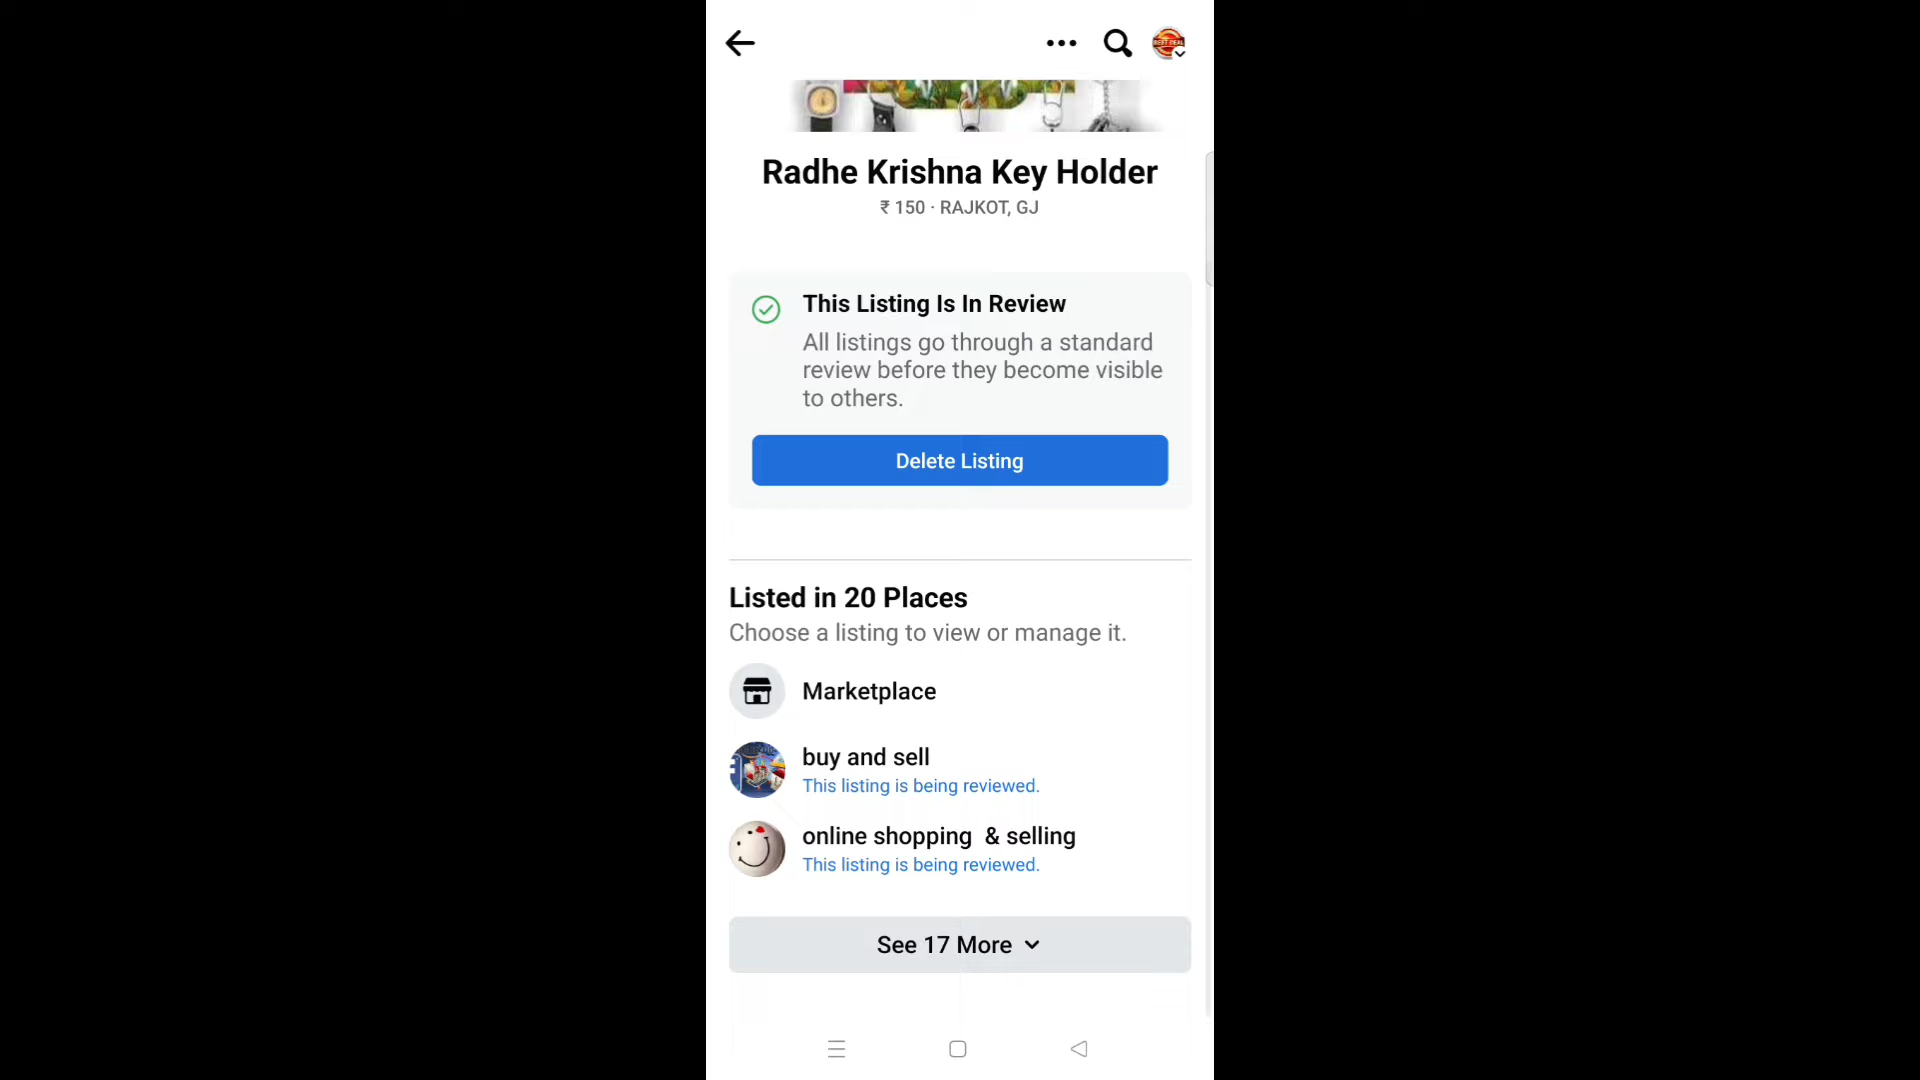 BEST DEAL
Radhe Krishna Key Holder
₹ 150 · RAJKOT, GJ
This Listing Is In Review
All listings go through a standard
review before they become visible
to others.
Delete Listing
Listed in 20 Places
Choose a listing to view or manage it.
Marketplace
buy and sell
This listing is being reviewed.
online shopping  & selling
This listing is being reviewed.
See 17 More